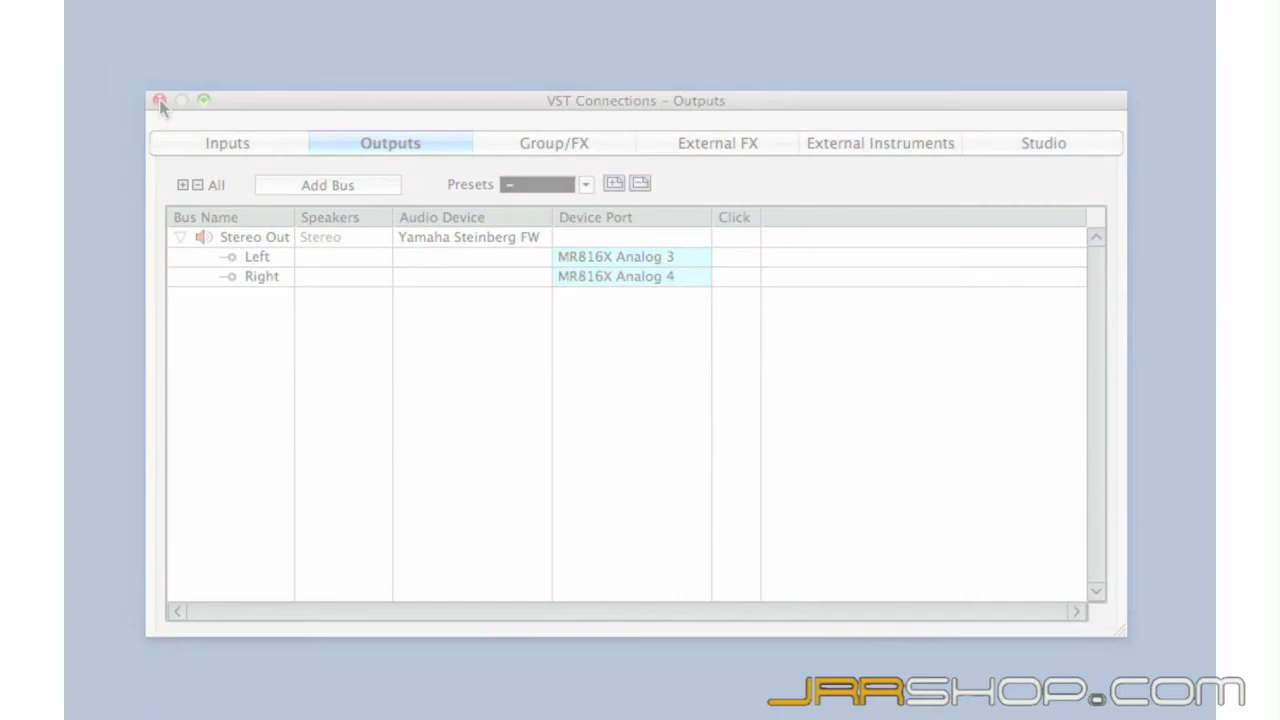 VST Connections – Outputs
Inputs Outputs Group/FX External FX External Instruments Studio
All Add Bus Presets –
Bus Name Speakers Audio Device Device Port Click
Stereo Out Stereo Yamaha Steinberg FW
Left MR816X Analog 3
Right MR816X Analog 4
JRRSHOP.COM